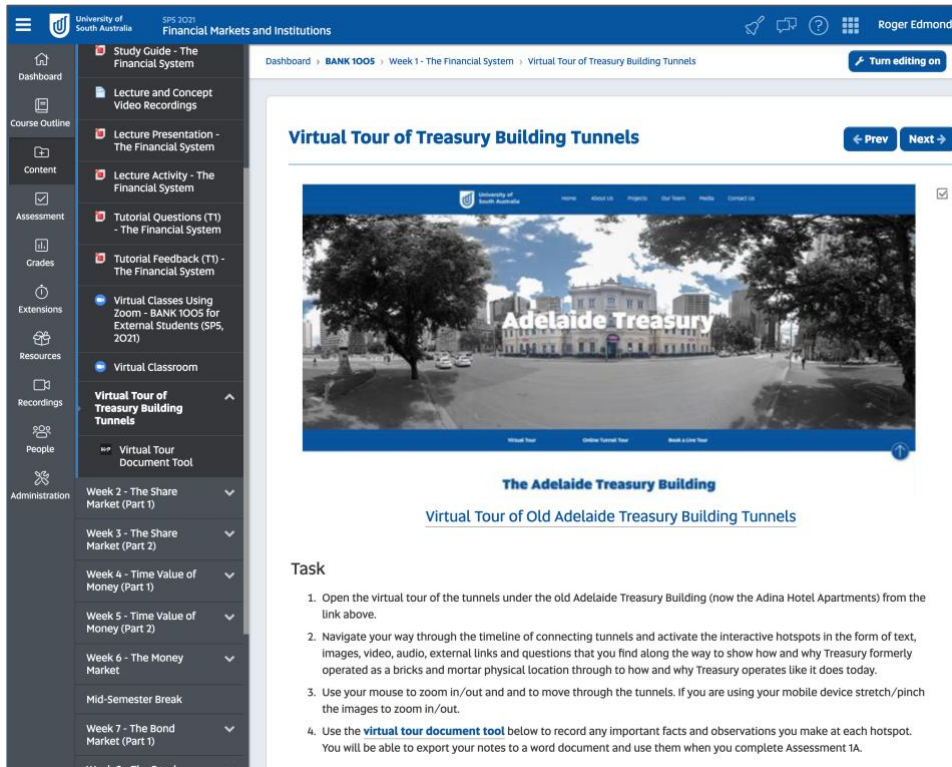 University of
South Australia
SP5 2021
Financial Markets and Institutions
Roger Edmond
Dashboard
Course Outline
Content
Assessment
Grades
Extensions
Resources
Recordings
People
Administration
Study Guide - The
Financial System
Lecture and Concept
Video Recordings
Lecture Presentation -
The Financial System
Lecture Activity - The
Financial System
Tutorial Questions (T1)
- The Financial System
Tutorial Feedback (T1) -
The Financial System
Virtual Classes Using
Zoom - BANK 1005 for
External Students (SP5,
2021)
Virtual Classroom
Virtual Tour of
Treasury Building
Tunnels
H-P
Virtual Tour
Document Tool
Week 2 - The Share
Market (Part 1)
Week 3 - The Share
Market (Part 2)
Week 4 - Time Value of
Money (Part 1)
Week 5 - Time Value of
Money (Part 2)
Week 6 - The Money
Market
Mid-Semester Break
Week 7 - The Bond
Market (Part 1)
Dashboard › BANK 1005 › Week 1 - The Financial System › Virtual Tour of Treasury Building Tunnels
Turn editing on
Virtual Tour of Treasury Building Tunnels
← Prev
Next →
University of
South Australia
Home About Us Projects Our Team Media Contact Us
Adelaide Treasury
Virtual Tour Online Tunnel Tour Book a Live Tour
The Adelaide Treasury Building
Virtual Tour of Old Adelaide Treasury Building Tunnels
Task
1. Open the virtual tour of the tunnels under the old Adelaide Treasury Building (now the Adina Hotel Apartments) from the
link above.
2. Navigate your way through the timeline of connecting tunnels and activate the interactive hotspots in the form of text,
images, video, audio, external links and questions that you find along the way to show how and why Treasury formerly
operated as a bricks and mortar physical location through to how and why Treasury operates like it does today.
3. Use your mouse to zoom in/out and and to move through the tunnels. If you are using your mobile device stretch/pinch
the images to zoom in/out.
4. Use the virtual tour document tool below to record any important facts and observations you make at each hotspot.
You will be able to export your notes to a word document and use them when you complete Assessment 1A.